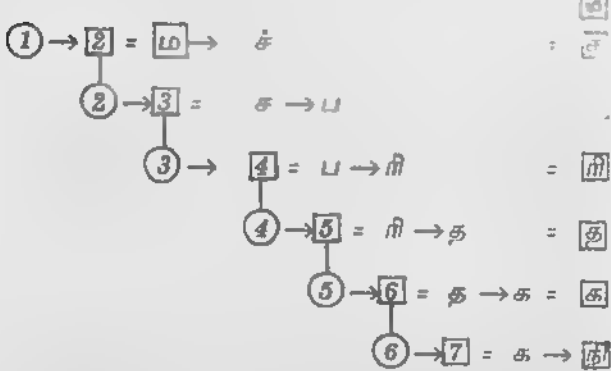 1 → 2 = ம → ச் = ச
2 → 3 = ச → ப
3 → 4 = ப → ரி = ரி
4 → 5 = ரி → த = த
5 → 6 = த → க = க
6 → 7 = க → நி